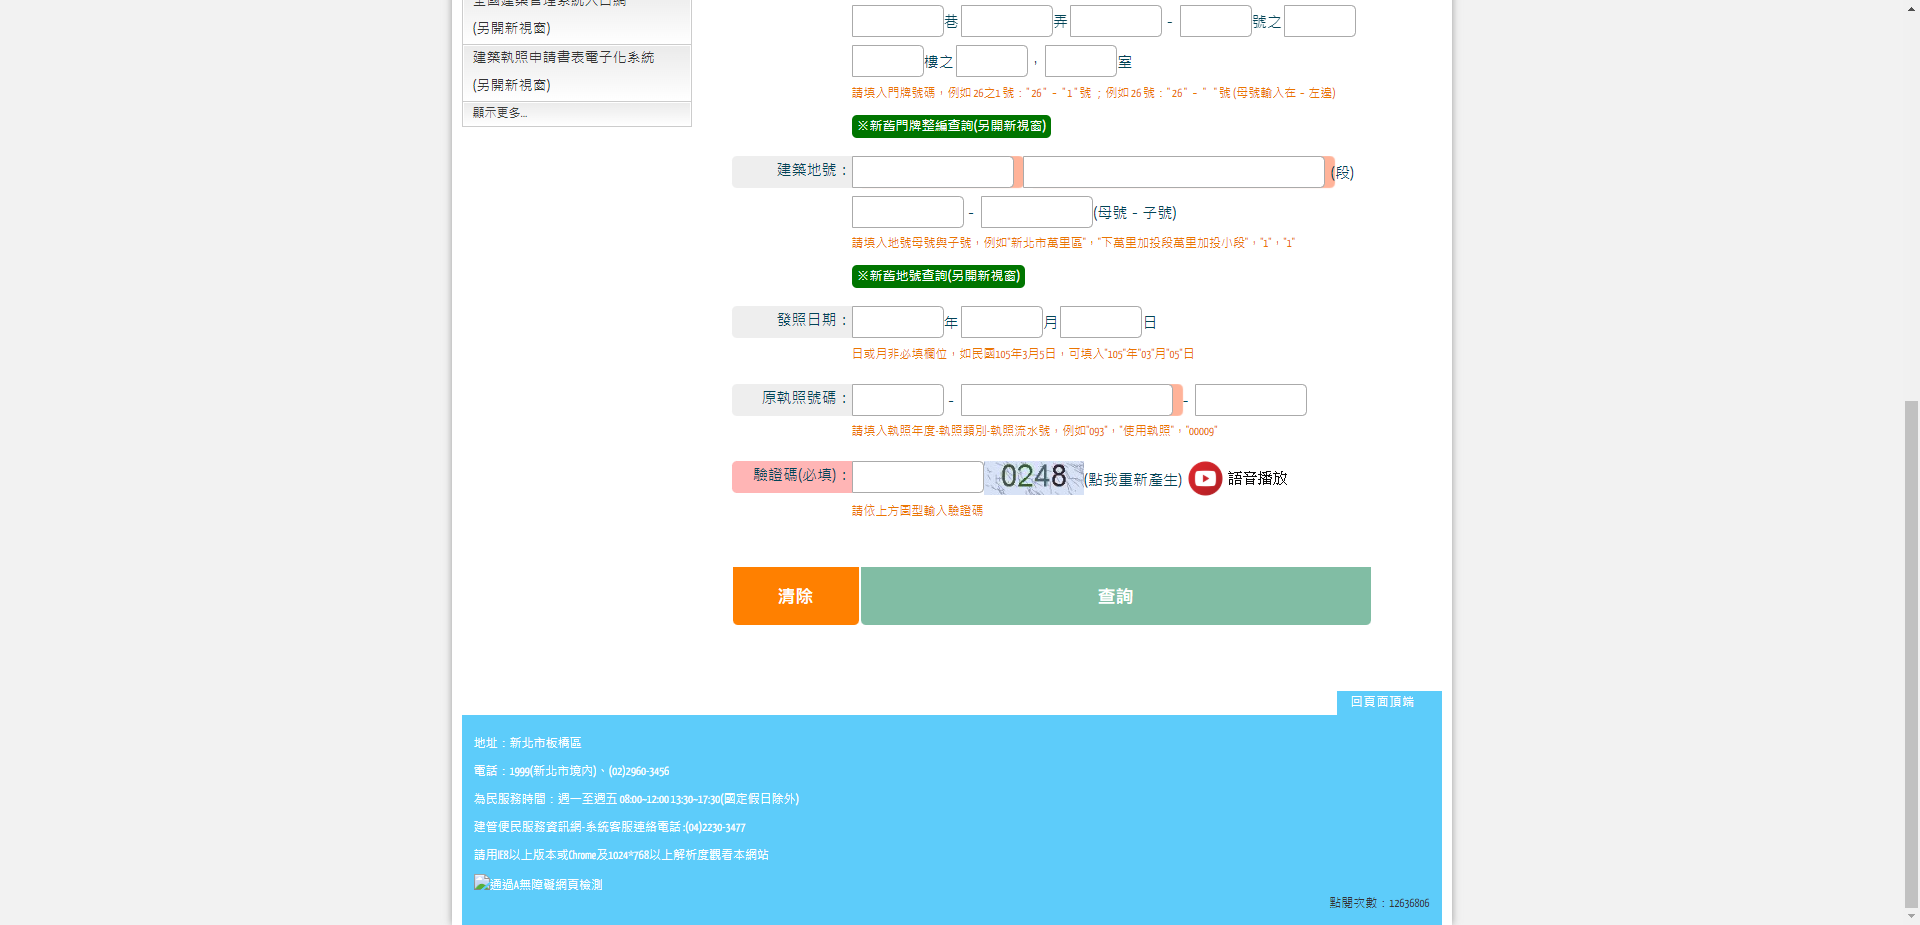 全國建築管理系統入口網
(另開新視窗)
建築執照申請書表電子化系統
(另開新視窗)
顯示更多...
巷 弄 - 號之
樓之 , 室
請填入門牌號碼,例如 26之1 號:" 26 " - " 1 " 號 ;例如 26 號:" 26 " - " " 號 (母號輸入在 - 左邊)
※新舊門牌整編查詢(另開新視窗)
建築地號: (段)
- (母號 - 子號)
請填入地號母號與子號,例如"新北市萬里區","下萬里加投段萬里加投小段","1","1"
※新舊地號查詢(另開新視窗)
發照日期: 年 月 日
日或月非必填欄位,如民國105年3月5日,可填入"105"年"03"月"05"日
原執照號碼: - -
請填入執照年度-執照類別-執照流水號,例如"093","使用執照","00009"
驗證碼(必填): 0248 (點我重新產生) 語音播放
請依上方圖型輸入驗證碼
清除 查詢
回頁面頂端
地址:新北市板橋區
電話:1999(新北市境內)、(02)2960-3456
為民服務時間:週一至週五 08:00~12:00 13:30~17:30(國定假日除外)
建管便民服務資訊網-系統客服連絡電話:(04)2230-3477
請用IE8以上版本或Chrome及1024*768以上解析度觀看本網站
通過A無障礙網頁檢測
點閱次數:12636806